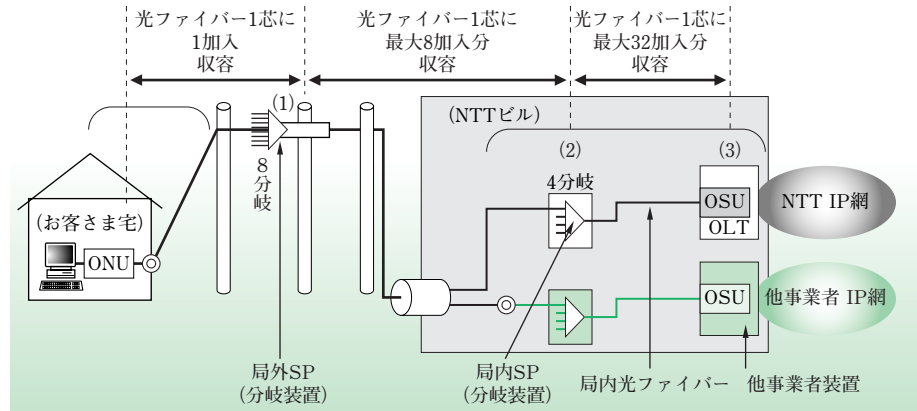 光ファイバー1芯に
1加入
収容
光ファイバー1芯に
最大8加入分
収容
光ファイバー1芯に
最大32加入分
収容
(NTTビル)
(1)
(2)
(3)
8分岐
4分岐
OSU
OLT
NTT IP網
(お客さま宅)
ONU
OSU
他事業者 IP網
局外SP
(分岐装置)
局内SP
(分岐装置)
局内光ファイバー
他事業者装置